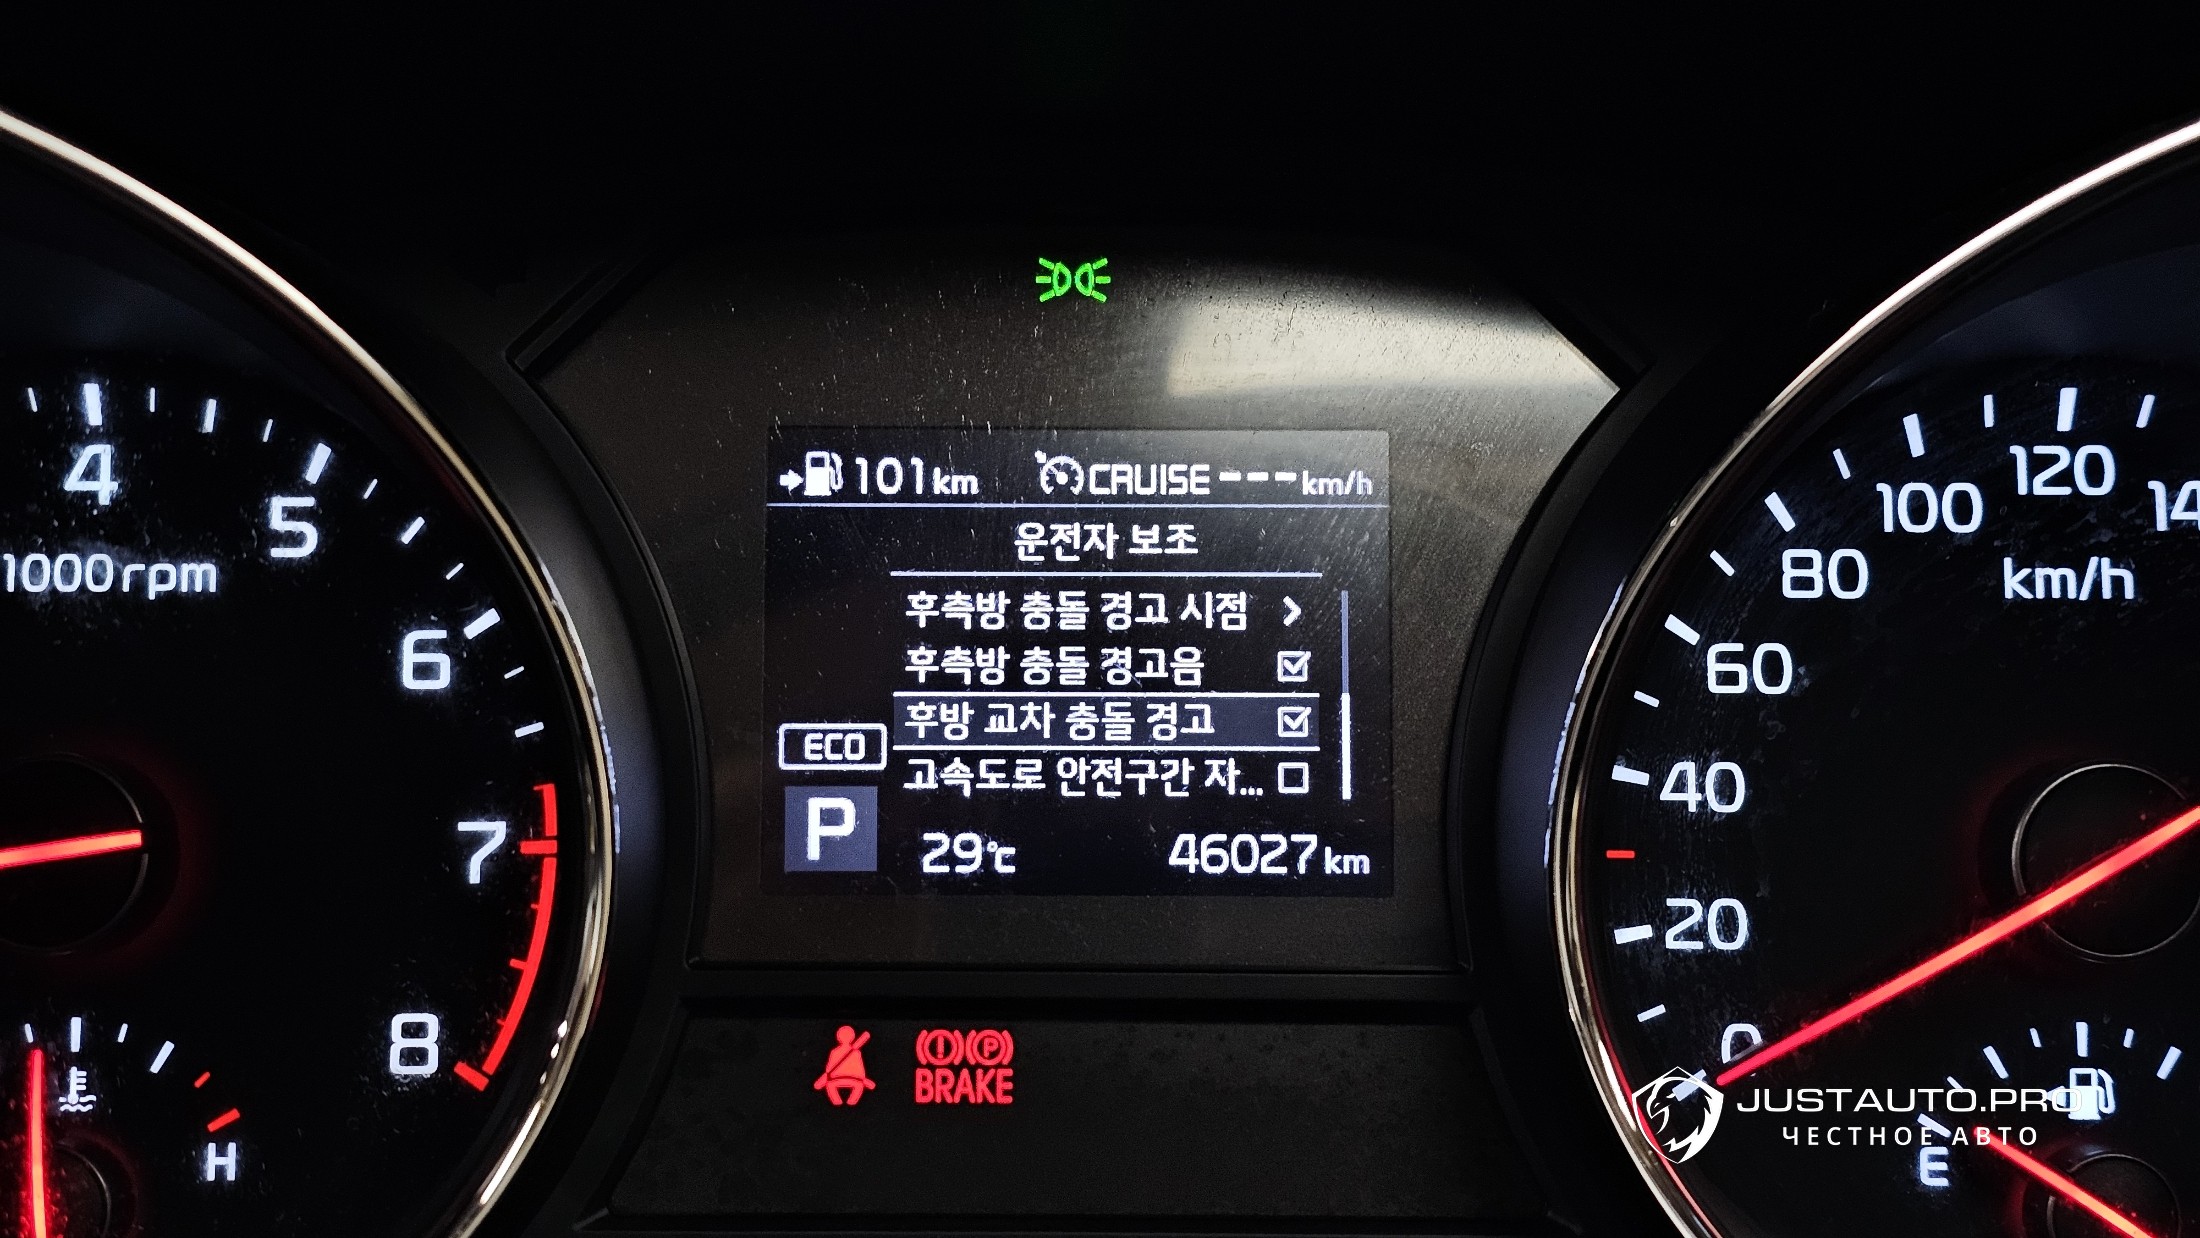 101km CRUISE ---km/h
운전자 보조
후측방 충돌 경고 시점
후측방 충돌 경고음
후방 교차 충돌 경고
고속도로 안전구간 자...
ECO
P
29℃ 46027km
4
5
6
7
8
1000rpm
H
0
20
40
60
80
100
120
14
km/h
E
BRAKE
JUSTAUTO.PRO
ЧЕСТНОЕ АВТО